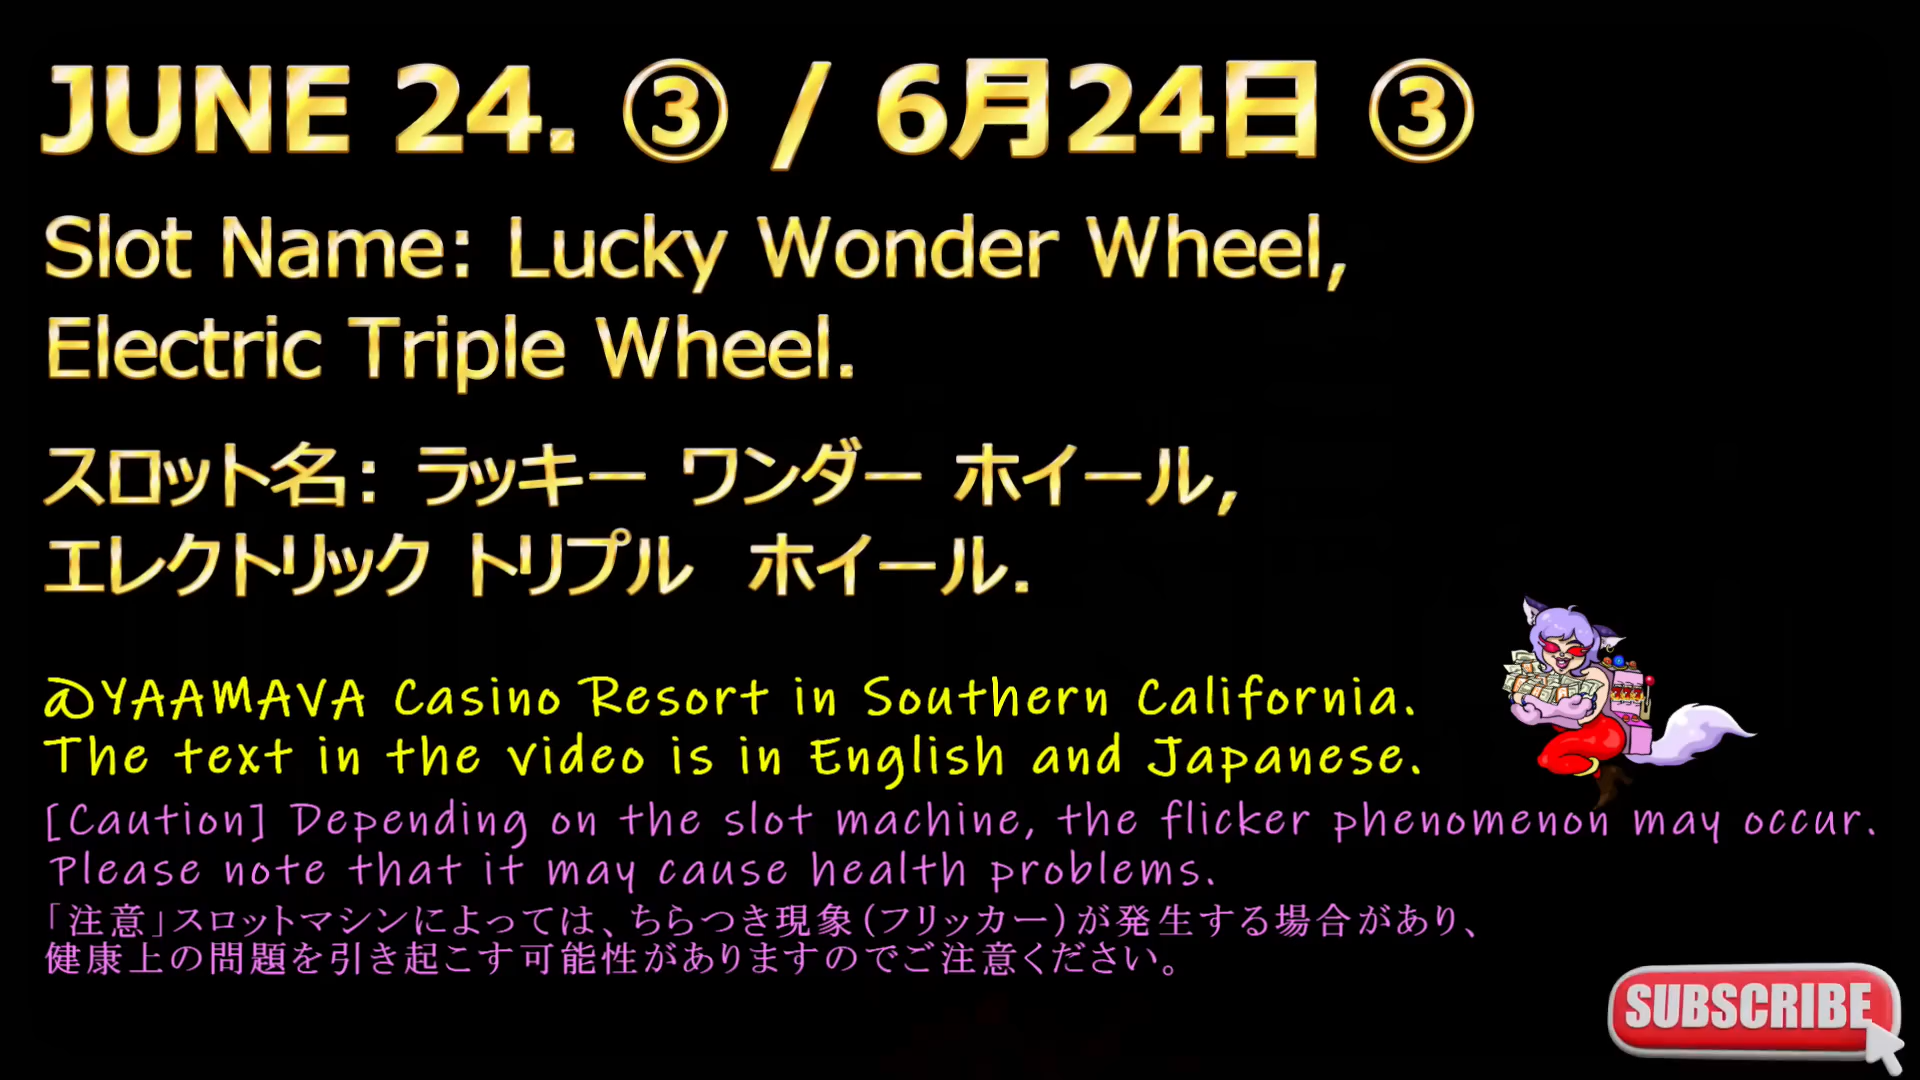 JUNE 24. ③ / 6月24日 ③
Slot Name: Lucky Wonder Wheel,
Electric Triple Wheel.
スロット名: ラッキー ワンダー ホイール,
エレクトリック トリプル　ホイール.
@YAAMAVA Casino Resort in Southern California.
The text in the video is in English and Japanese.
[Caution] Depending on the slot machine, the flicker phenomenon may occur.
Please note that it may cause health problems.
「注意」スロットマシンによっては、ちらつき現象(フリッカー)が発生する場合があり、
健康上の問題を引き起こす可能性がありますのでご注意ください。
SUBSCRIBE